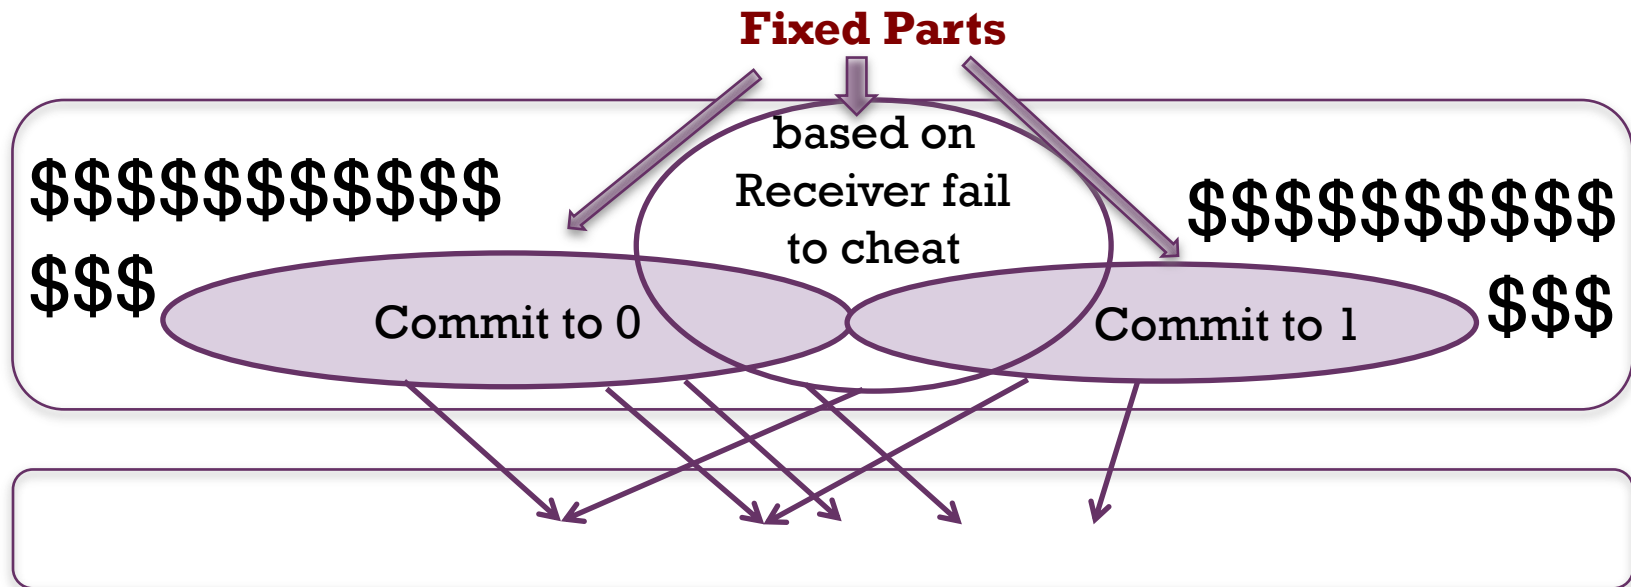 Fixed Parts
based on
Receiver fail
to cheat
$$$$$$$$$$$
$$$
$$$$$$$$$$
$$$
Commit to 0
Commit to 1